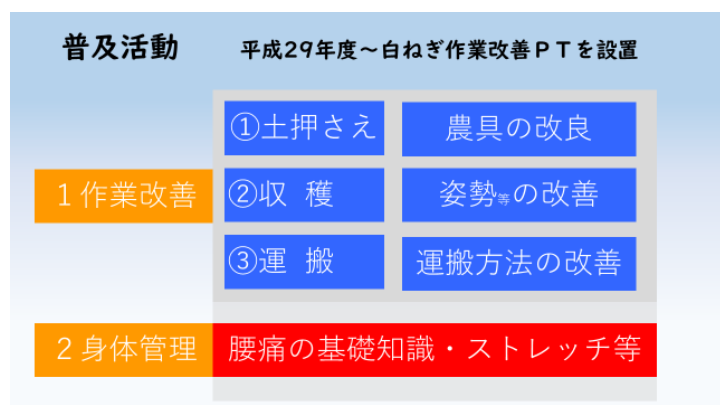 普及活動 平成29年度～白ねぎ作業改善ＰＴを設置
①土押さえ 農具の改良
1 作業改善 ②収 穫 姿勢等の改善
③運 搬 運搬方法の改善
2 身体管理 腰痛の基礎知識・ストレッチ等